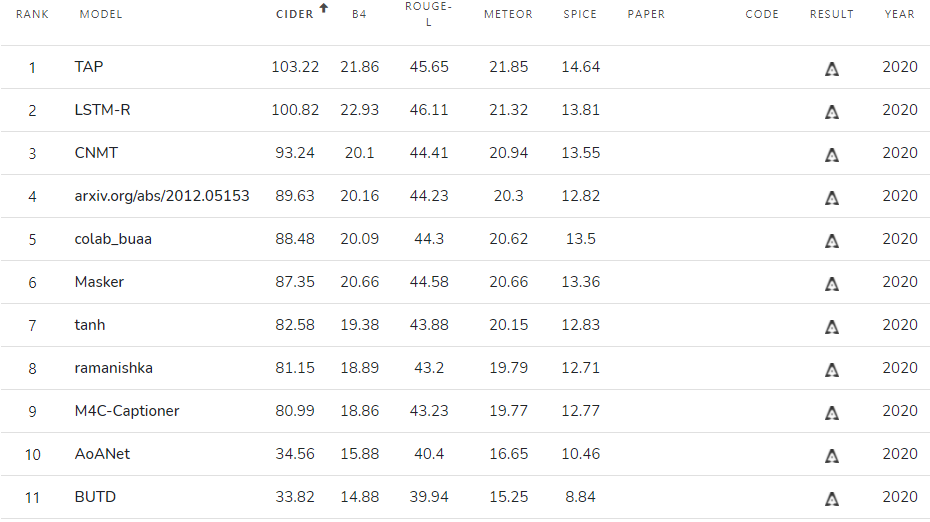 RANK MODEL CIDER B4 ROUGE-L METEOR SPICE PAPER CODE RESULT YEAR
1 TAP 103.22 21.86 45.65 21.85 14.64 2020
2 LSTM-R 100.82 22.93 46.11 21.32 13.81 2020
3 CNMT 93.24 20.1 44.41 20.94 13.55 2020
4 arxiv.org/abs/2012.05153 89.63 20.16 44.23 20.3 12.82 2020
5 colab_buaa 88.48 20.09 44.3 20.62 13.5 2020
6 Masker 87.35 20.66 44.58 20.66 13.36 2020
7 tanh 82.58 19.38 43.88 20.15 12.83 2020
8 ramanishka 81.15 18.89 43.2 19.79 12.71 2020
9 M4C-Captioner 80.99 18.86 43.23 19.77 12.77 2020
10 AoANet 34.56 15.88 40.4 16.65 10.46 2020
11 BUTD 33.82 14.88 39.94 15.25 8.84 2020